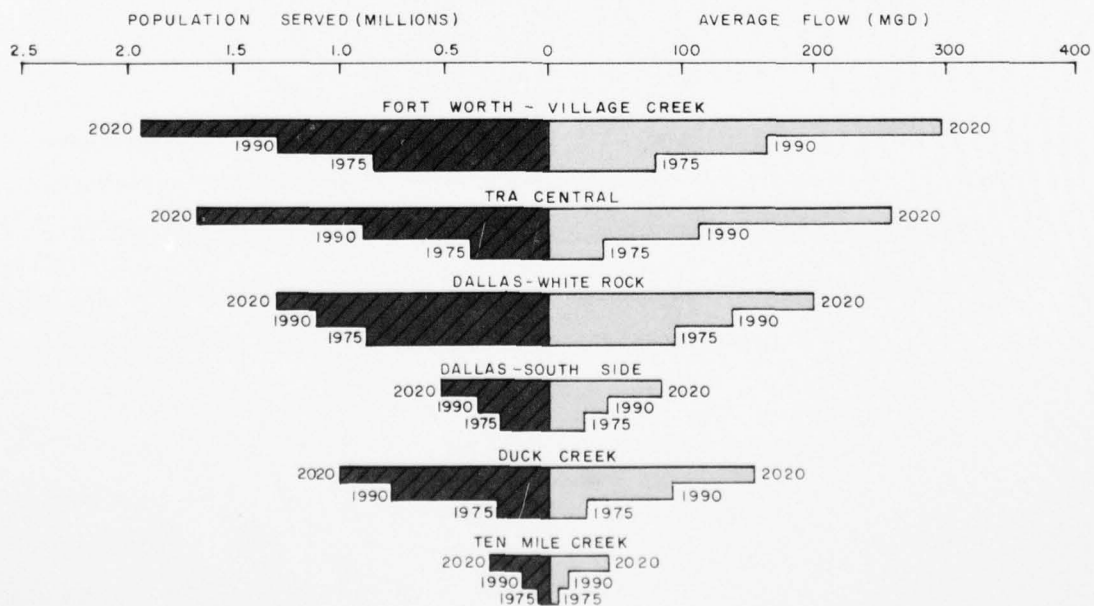 POPULATION SERVED (MILLIONS) AVERAGE FLOW (MGD)
2.5 2.0 1.5 1.0 0.5 0 100 200 300 400
FORT WORTH - VILLAGE CREEK
2020 2020
1990 1990
1975 1975
TRA CENTRAL
2020 2020
1990 1990
1975 1975
DALLAS-WHITE ROCK
2020 2020
1990 1990
1975 1975
DALLAS-SOUTH SIDE
2020 2020
1990 1990
1975 1975
DUCK CREEK
2020 2020
1990 1990
1975 1975
TEN MILE CREEK
2020 2020
1990 1990
1975 1975